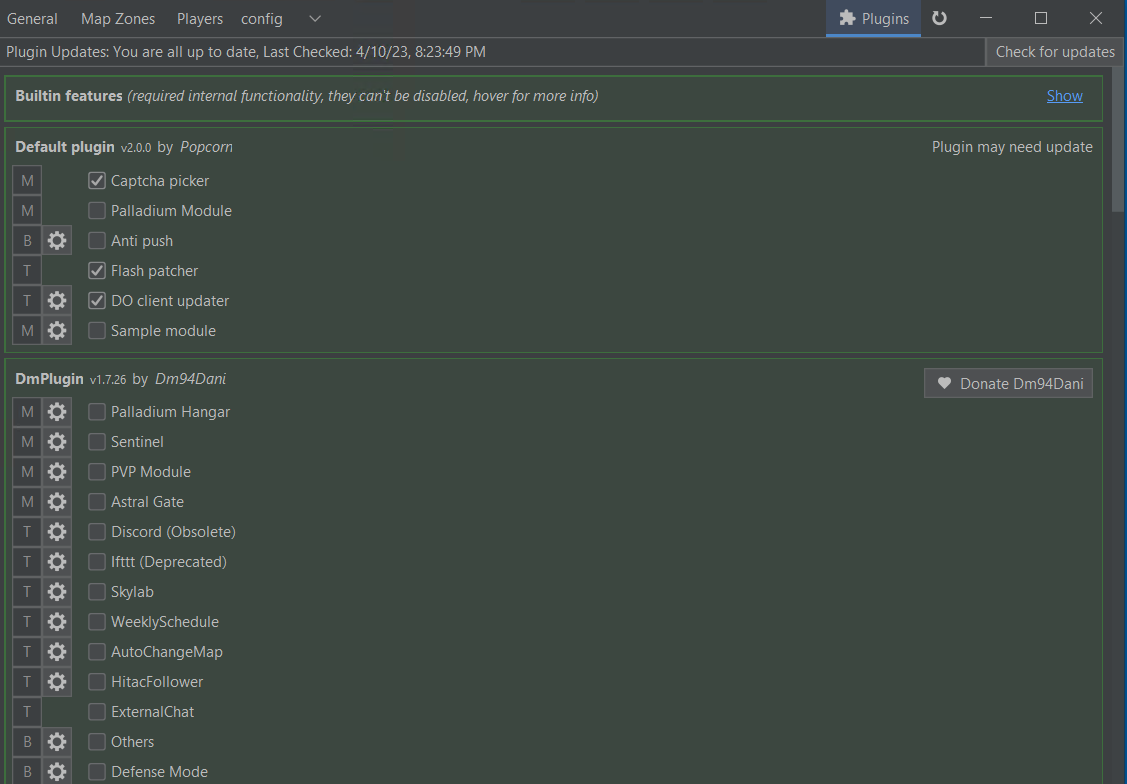 General Map Zones Players config Plugins
Plugin Updates: You are all up to date, Last Checked: 4/10/23, 8:23:49 PM Check for updates
Builtin features (required internal functionality, they can't be disabled, hover for more info) Show
Default plugin v2.0.0 by Popcorn Plugin may need update
M Captcha picker
M Palladium Module
B Anti push
T Flash patcher
T DO client updater
M Sample module
DmPlugin v1.7.26 by Dm94Dani Donate Dm94Dani
M Palladium Hangar
M Sentinel
M PVP Module
M Astral Gate
T Discord (Obsolete)
T Ifttt (Deprecated)
T Skylab
T WeeklySchedule
T AutoChangeMap
T HitacFollower
T ExternalChat
B Others
B Defense Mode